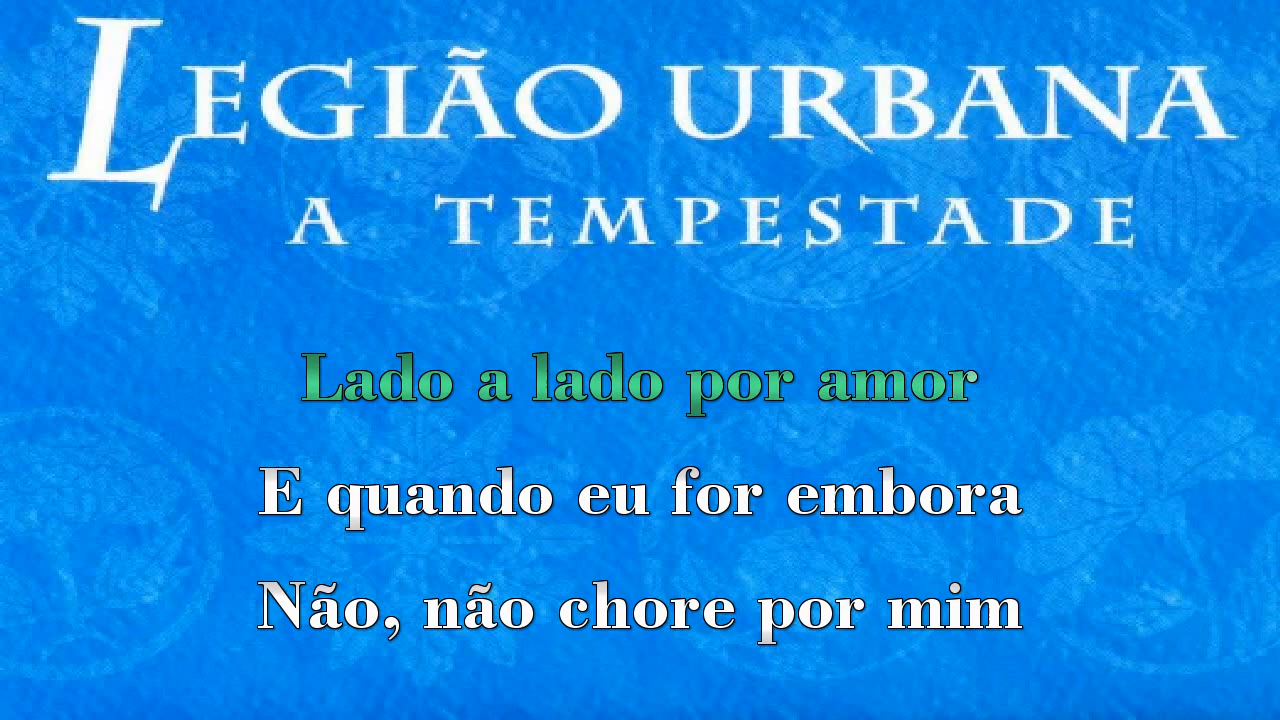 LEGIÃO URBANA
A TEMPESTADE
Lado a lado por amor
E quando eu for embora
Não, não chore por mim